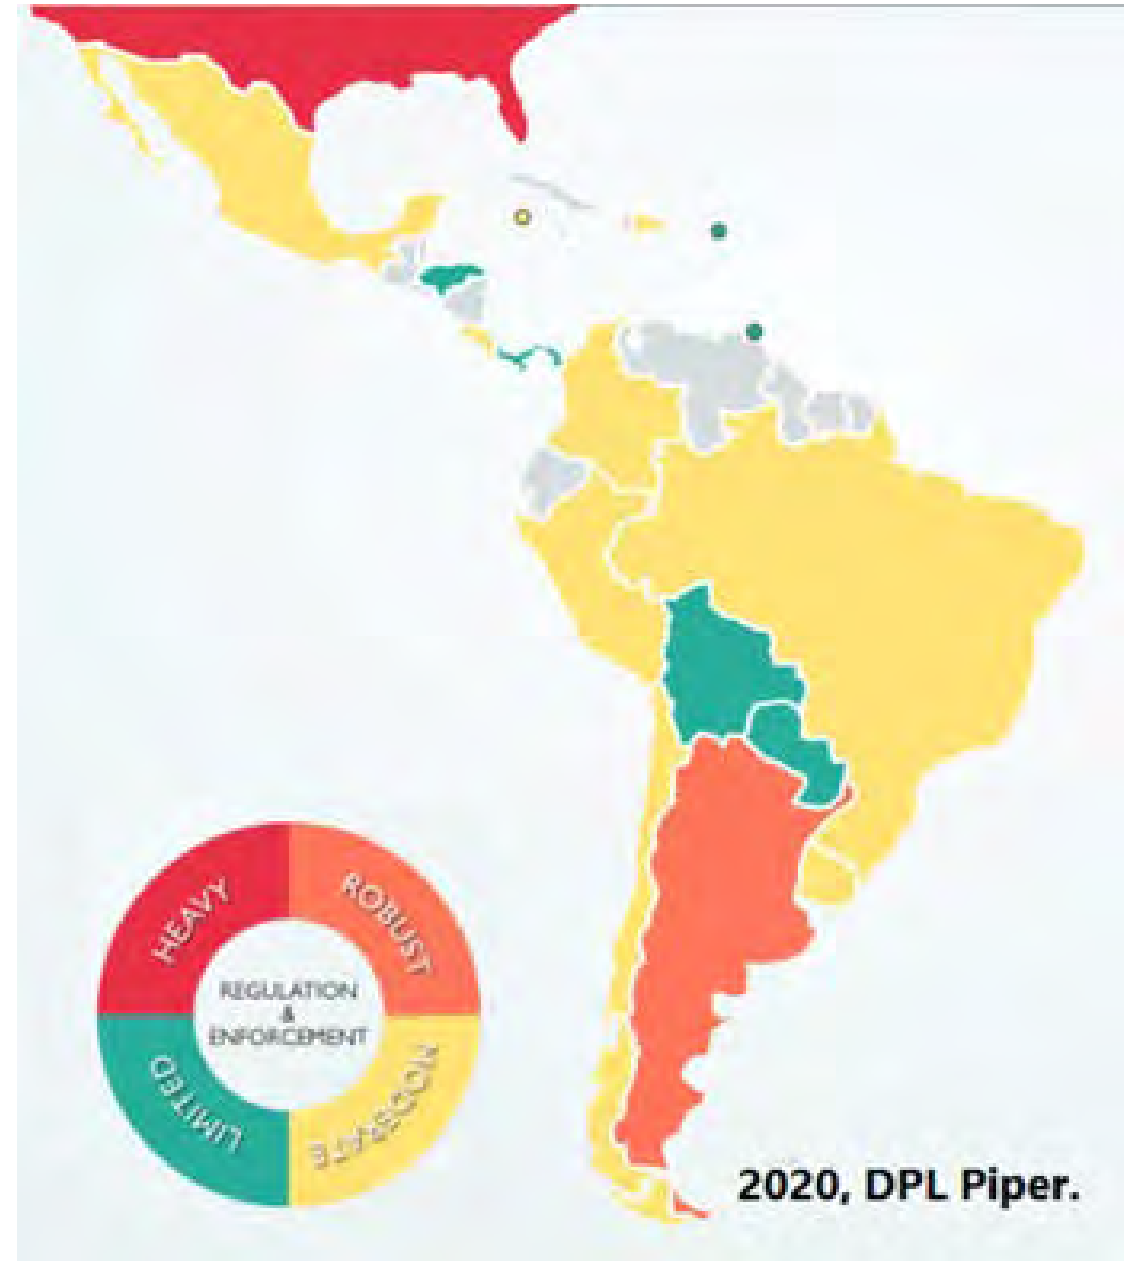 HEAVY
ROBUST
REGULATION
&
ENFORCEMENT
LIMITED
MODERATE
2020, DPL Piper.